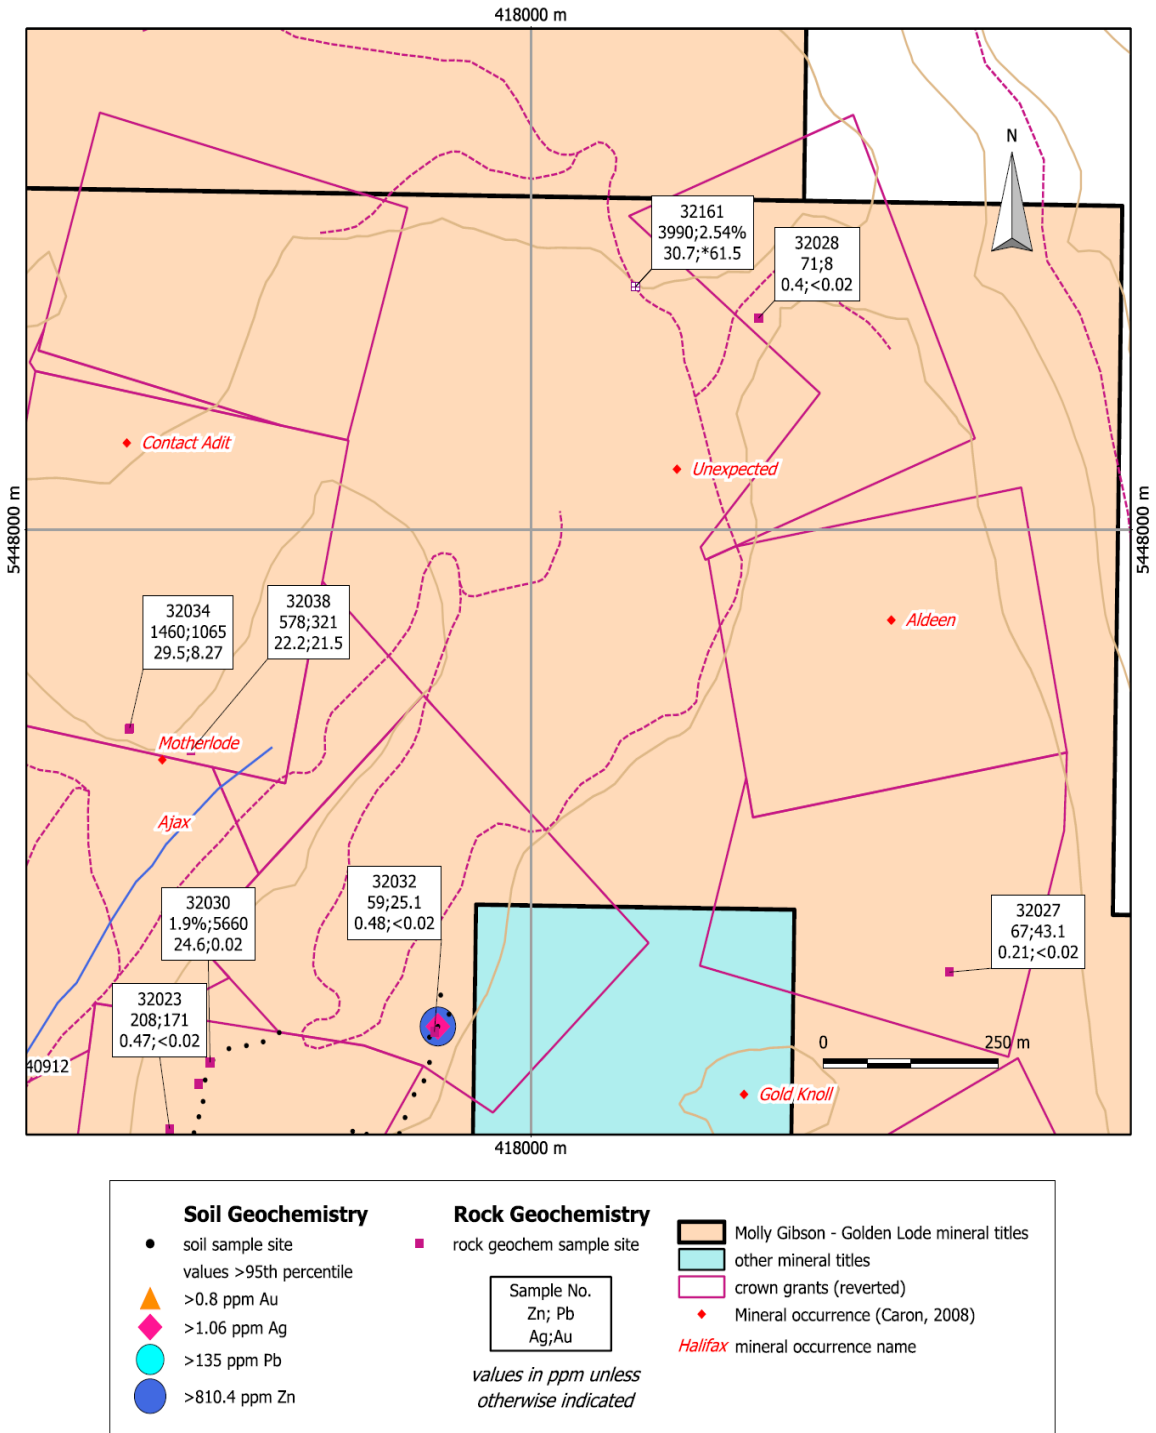 418000 m
N
32161
3990;2.54%
30.7;*61.5
32028
71;8
0.4;<0.02
Contact Adit
Unexpected
5448000 m
5448000 m
32034
1460;1065
29.5;8.27
32038
578;321
22.2;21.5
Aldeen
Motherlode
Ajax
32032
59;25.1
0.48;<0.02
32030
1.9%;5660
24.6;0.02
32027
67;43.1
0.21;<0.02
32023
208;171
0.47;<0.02
0
250 m
40912
Gold Knoll
418000 m
Soil Geochemistry
soil sample site
values >95th percentile
>0.8 ppm Au
>1.06 ppm Ag
>135 ppm Pb
>810.4 ppm Zn
Rock Geochemistry
rock geochem sample site
Sample No.
Zn; Pb
Ag;Au
values in ppm unless
otherwise indicated
Molly Gibson - Golden Lode mineral titles
other mineral titles
crown grants (reverted)
Mineral occurrence (Caron, 2008)
Halifax mineral occurrence name